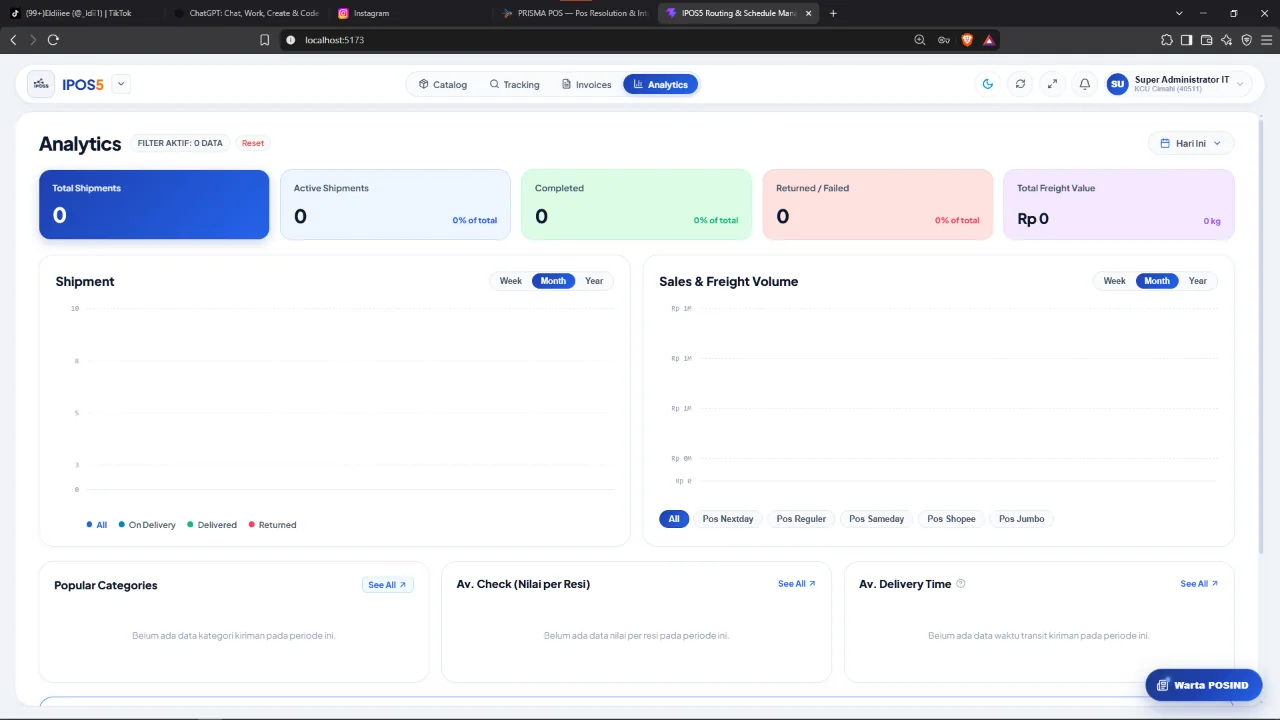 (99+)Eldiiiee (@_ldii1) | TikTok
ChatGPT: Chat, Work, Create & Code
Instagram
PRISMA POS — Pos Resolution & Int
IPOS5 Routing & Schedule Man
localhost:5173
IPOS5
Catalog
Tracking
Invoices
Analytics
SU
Super Administrator IT
KCU Cimahi (40511)
Analytics
FILTER AKTIF: 0 DATA
Reset
Hari Ini
Total Shipments
0
Active Shipments
0
0% of total
Completed
0
0% of total
Returned / Failed
0
0% of total
Total Freight Value
Rp 0
0 kg
Shipment
Week
Month
Year
10
8
5
3
0
All
On Delivery
Delivered
Returned
Sales & Freight Volume
Week
Month
Year
Rp 1M
Rp 1M
Rp 1M
Rp 0M
Rp 0
All
Pos Nextday
Pos Reguler
Pos Sameday
Pos Shopee
Pos Jumbo
Popular Categories
See All
Belum ada data kategori kiriman pada periode ini.
Av. Check (Nilai per Resi)
See All
Belum ada data nilai per resi pada periode ini.
Av. Delivery Time
See All
Belum ada data waktu transit kiriman pada periode ini.
Warta POSIND